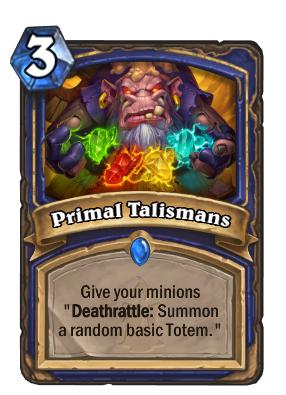 3
Primal Talismans
Give your minions
"Deathrattle: Summon
a random basic Totem."